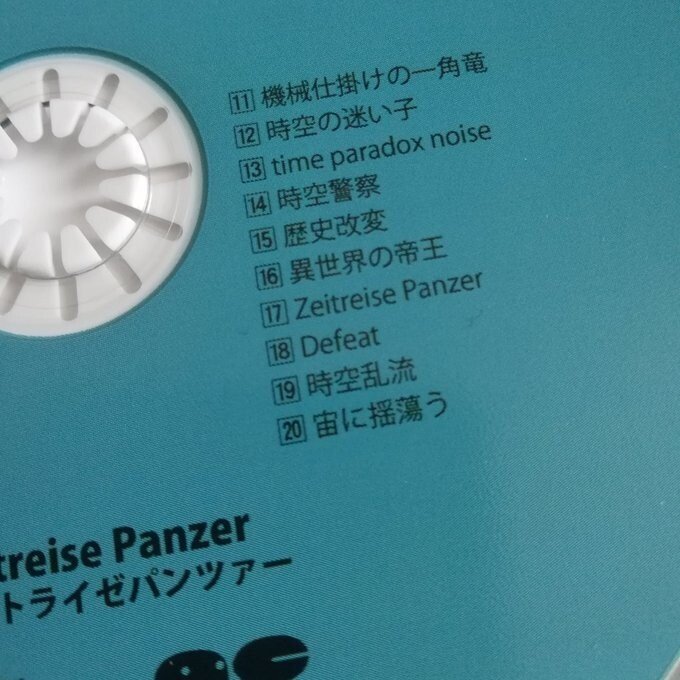 11 機械仕掛けの一角竜
12 時空の迷い子
13 time paradox noise
14 時空警察
15 歴史改変
16 異世界の帝王
17 Zeitreise Panzer
18 Defeat
19 時空乱流
20 宙に揺蕩う
treise Panzer
トライゼパンツァー